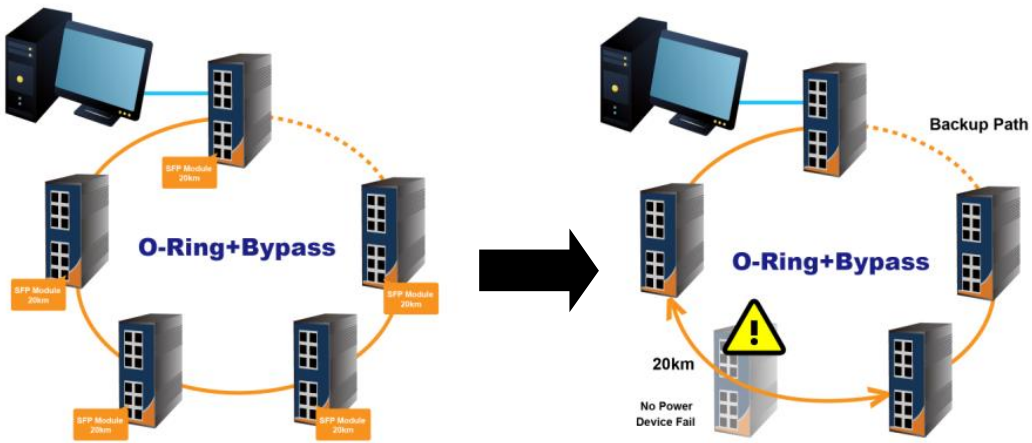 SFP Module
20km
O-Ring+Bypass
SFP Module
20km
SFP Module
20km
SFP Module
20km
SFP Module
20km
Backup Path
O-Ring+Bypass
20km
No Power
Device Fail